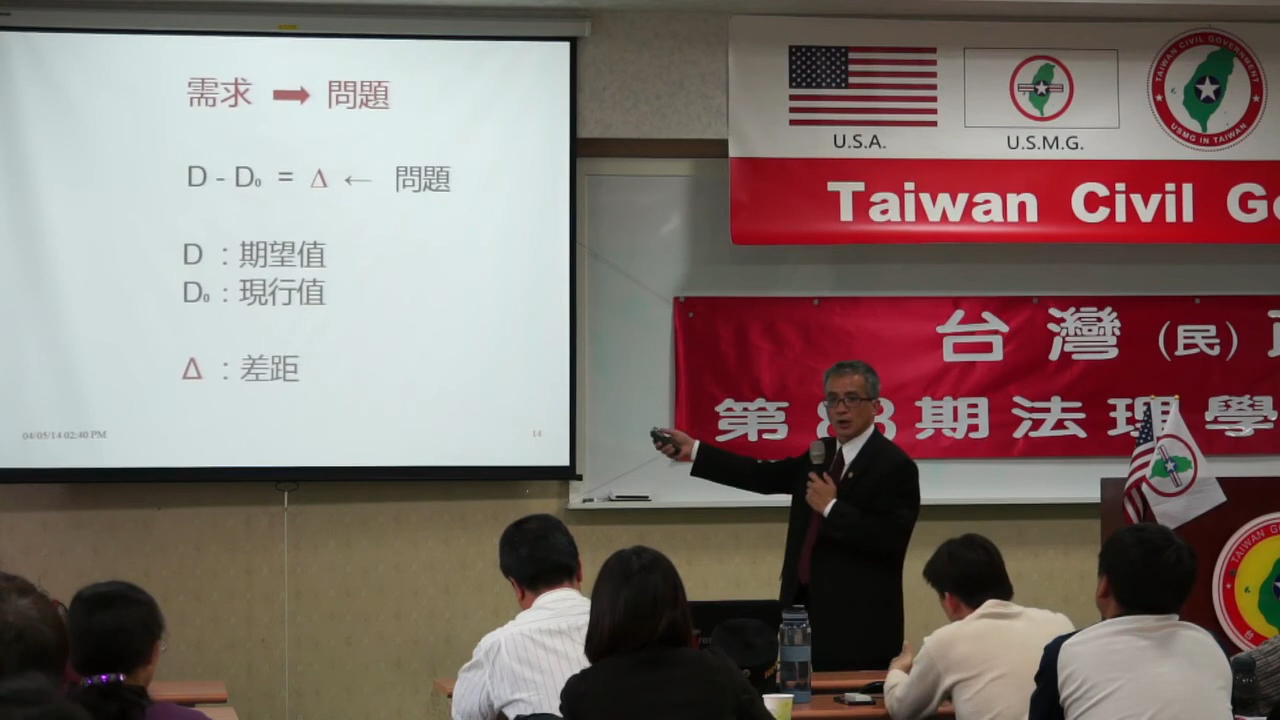 需求 ➡ 問題
D - D₀ = Δ ← 問題
D : 期望值
D₀ : 現行值
Δ : 差距
04/05/14 02:40 PM
14
U.S.A.
U.S.M.G.
TAIWAN CIVIL GOVERNMENT
USMG IN TAIWAN
Taiwan Civil
台灣(民)
第 88 期法理學